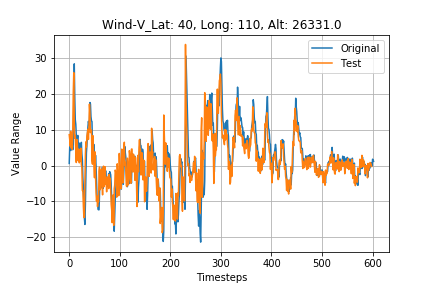 Wind-V_Lat: 40, Long: 110, Alt: 26331.0
Original
Test
Value Range
30
20
10
0
−10
−20
0 100 200 300 400 500 600
Timesteps